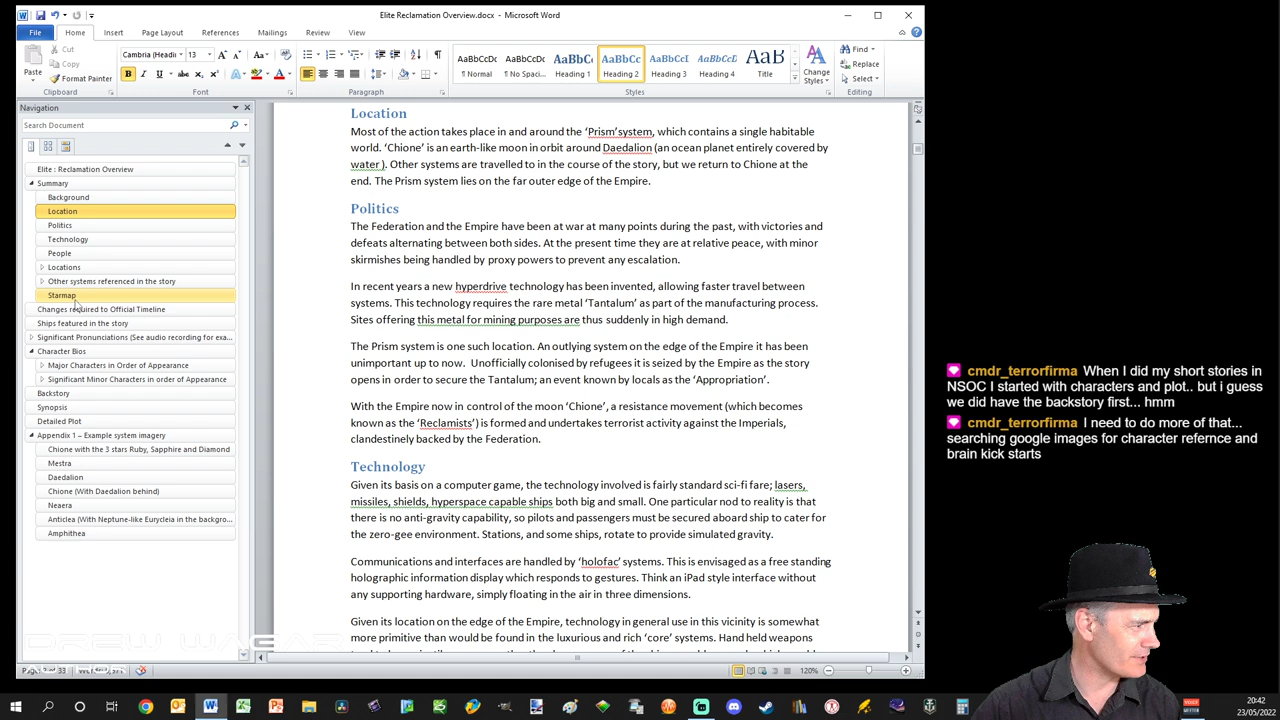 Elite Reclamation Overview.docx - Microsoft Word
File Home Insert Page Layout References Mailings Review View
Cut
Copy
Format Painter
Paste
Clipboard
Cambria (Headi 13
Font
Paragraph
AaBbCcDc AaBbCcDc AaBbC AaBbCc AaBbCcI AaBbCcI AaB
¶ Normal ¶ No Spaci... Heading 1 Heading 2 Heading 3 Heading 4 Title
Change Styles
Styles
Find
Replace
Select
Editing
Navigation
Search Document
Elite : Reclamation Overview
Summary
Background
Location
Politics
Technology
People
Locations
Other systems referenced in the story
Starmap
Changes required to Official Timeline
Ships featured in the story
Significant Pronunciations (See audio recording for exa...
Character Bios
Major Characters in Order of Appearance
Significant Minor Characters in order of Appearance
Backstory
Synopsis
Detailed Plot
Appendix 1 – Example system imagery
Chione with the 3 stars Ruby, Sapphire and Diamond
Mestra
Daedalion
Chione (With Daedalion behind)
Neaera
Anticlea (With Neptune-like Eurycleia in the backgro...
Amphithea
Location
Most of the action takes place in and around the ‘Prism’system, which contains a single habitable
world. ‘Chione’ is an earth-like moon in orbit around Daedalion (an ocean planet entirely covered by
water ). Other systems are travelled to in the course of the story, but we return to Chione at the
end. The Prism system lies on the far outer edge of the Empire.
Politics
The Federation and the Empire have been at war at many points during the past, with victories and
defeats alternating between both sides. At the present time they are at relative peace, with minor
skirmishes being handled by proxy powers to prevent any escalation.
In recent years a new hyperdrive technology has been invented, allowing faster travel between
systems. This technology requires the rare metal ‘Tantalum’ as part of the manufacturing process.
Sites offering this metal for mining purposes are thus suddenly in high demand.
The Prism system is one such location. An outlying system on the edge of the Empire it has been
unimportant up to now.  Unofficially colonised by refugees it is seized by the Empire as the story
opens in order to secure the Tantalum; an event known by locals as the ‘Appropriation’.
With the Empire now in control of the moon ‘Chione’, a resistance movement (which becomes
known as the ‘Reclamists’) is formed and undertakes terrorist activity against the Imperials,
clandestinely backed by the Federation.
Technology
Given its basis on a computer game, the technology involved is fairly standard sci-fi fare; lasers,
missiles, shields, hyperspace capable ships both big and small. One particular nod to reality is that
there is no anti-gravity capability, so pilots and passengers must be secured aboard ship to cater for
the zero-gee environment. Stations, and some ships, rotate to provide simulated gravity.
Communications and interfaces are handled by ‘holofac’ systems. This is envisaged as a free standing
holographic information display which responds to gestures. Think an iPad style interface without
any supporting hardware, simply floating in the air in three dimensions.
Given its location on the edge of the Empire, technology in general use in this vicinity is somewhat
more primitive than would be found in the luxurious and rich ‘core’ systems. Hand held weapons
120%
DREW WAGAR
cmdr_terrorfirma When I did my short stories in
NSOC I started with characters and plot.. but i guess
we did have the backstory first... hmm
cmdr_terrorfirma I need to do more of that...
searching google images for character refernce and
brain kick starts
20:42
23/05/2022